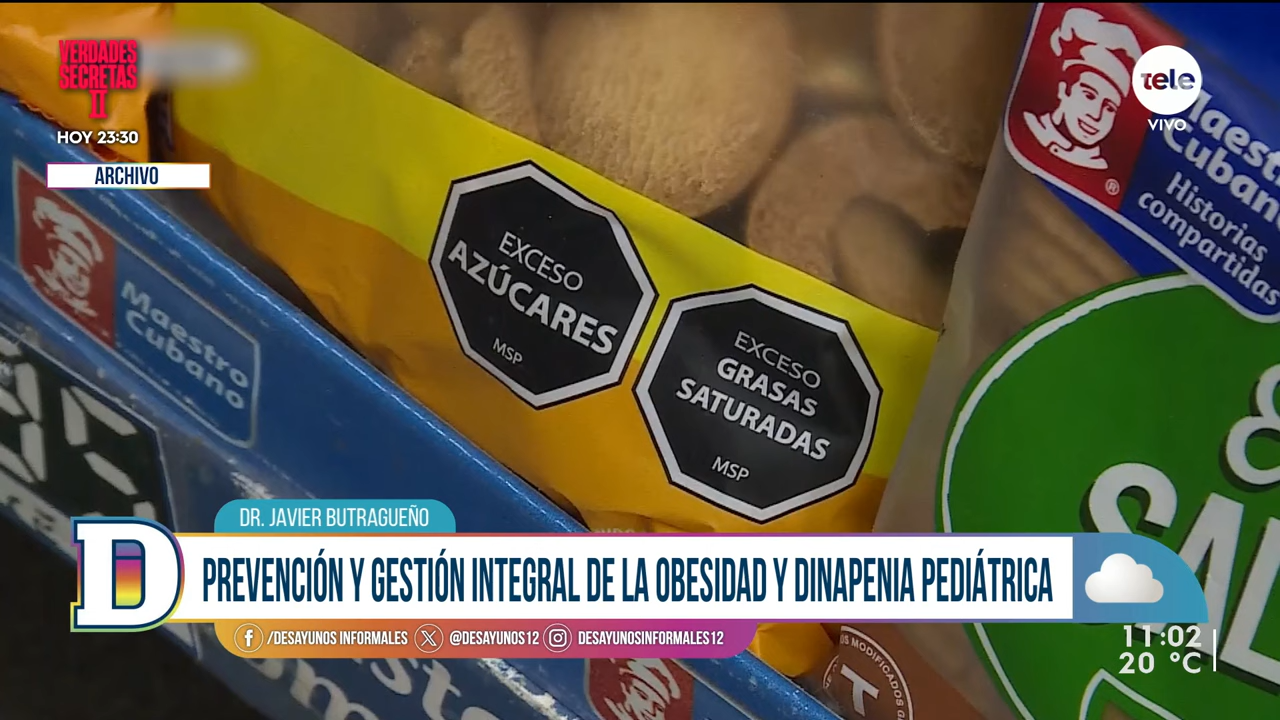 VERDADES
SECRETAS
II
HOY 23:30
ARCHIVO
tele
VIVO
EXCESO
AZÚCARES
MSP
EXCESO
GRASAS
SATURADAS
MSP
Maestro
Cubano
Maestro
Cubano
Historias
compartidas
DR. JAVIER BUTRAGUEÑO
D
PREVENCIÓN Y GESTIÓN INTEGRAL DE LA OBESIDAD Y DINAPENIA PEDIÁTRICA
/DESAYUNOS INFORMALES
@DESAYUNOS12
DESAYUNOSINFORMALES12
11:02
20 °C
T